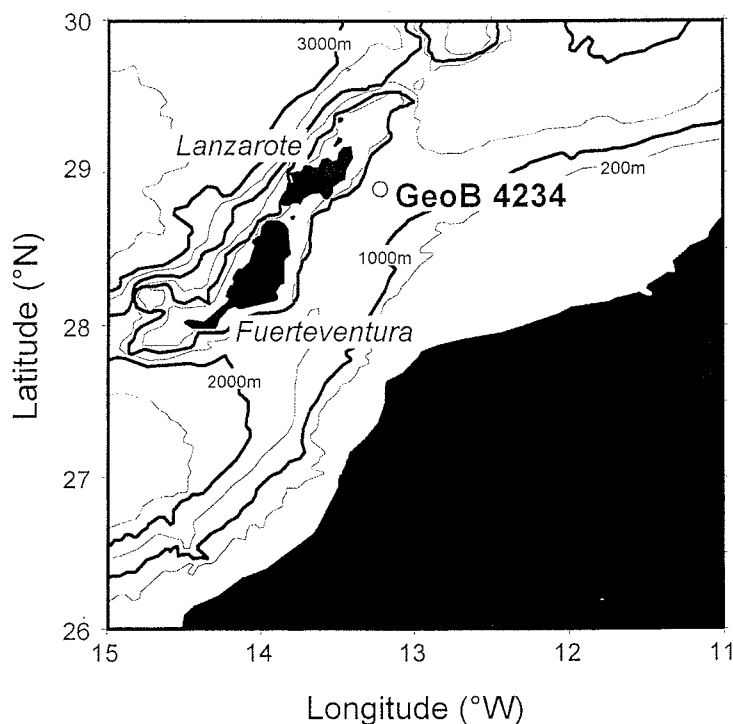 30
3000m
Lanzarote
29
200m
GeoB 4234
1000m
28
Fuerteventura
2000m
27
26
15
14
13
12
11
Latitude (°N)
Longitude (°W)